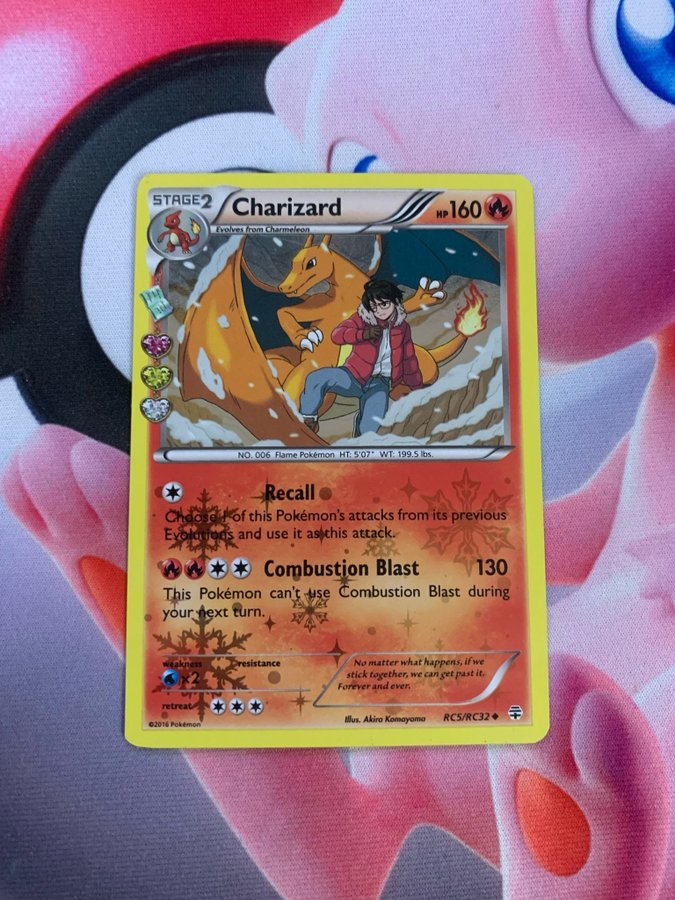 STAGE2 Charizard HP160
Evolves from Charmeleon
NO. 006 Flame Pokémon HT: 5'07" WT: 199.5 lbs.
Recall
Choose 1 of this Pokémon's attacks from its previous
Evolutions and use it as this attack.
Combustion Blast 130
This Pokémon can't use Combustion Blast during
your next turn.
weakness resistance
×2
retreat
No matter what happens, if we
stick together, we can get past it.
Forever and ever.
©2016 Pokémon Illus. Akira Komayama RC5/RC32